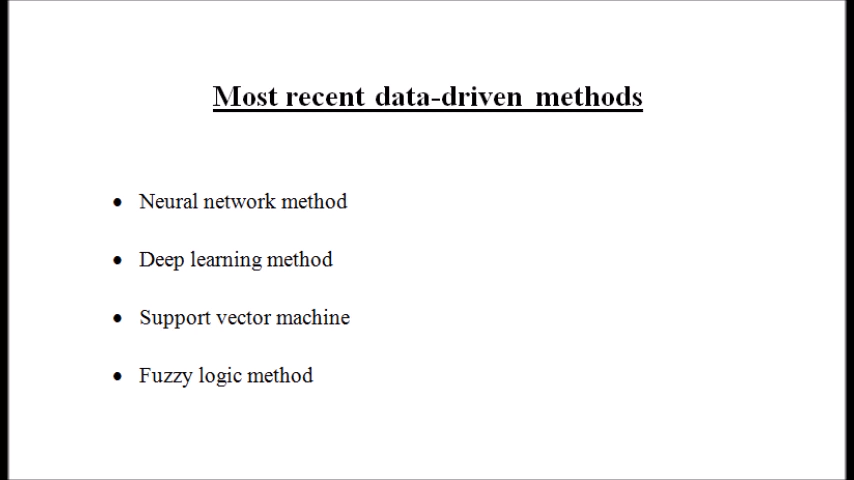 Most recent data-driven methods
• Neural network method
• Deep learning method
• Support vector machine
• Fuzzy logic method